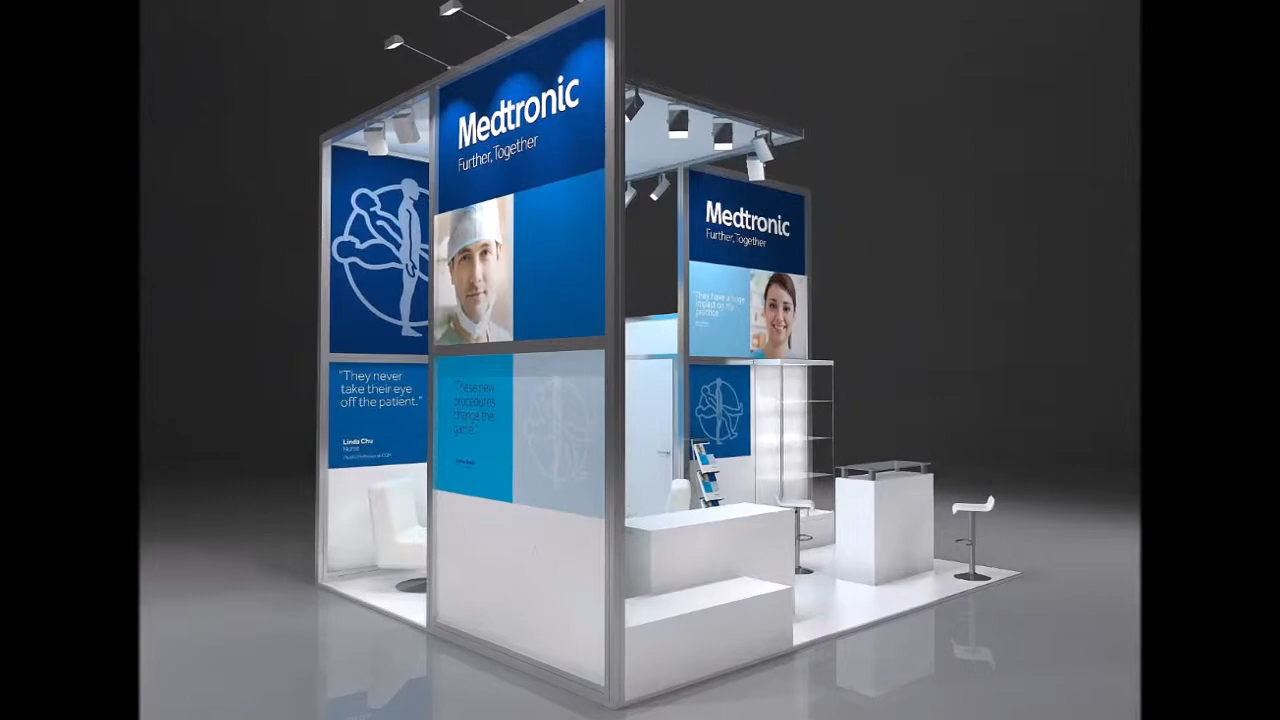 Medtronic
Further, Together
Medtronic
Further, Together
"They have a huge
impact on my
practice."
"They never
take their eye
off the patient."
Linda Chu
Nurse
"These new
procedures
change the
game."